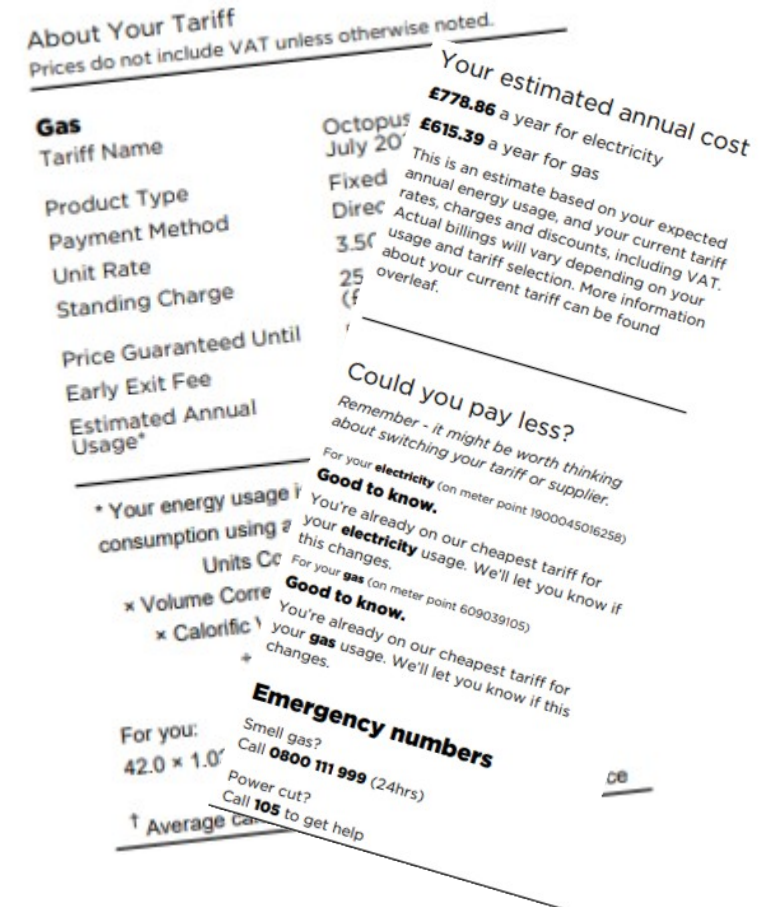 About Your Tariff
Prices do not include VAT unless otherwise noted.
Gas
Tariff Name
Octopus
July
Product Type
Fixed
Payment Method
Unit Rate
Standing Charge
25
Price Guaranteed Until
Early Exit Fee
Estimated Annual
Usage*
* Your energy usage
consumption using
Units
× Volume
× Calorific
÷
For you:
42.0 ×
† Average
ce
Your estimated annual cost
£778.86 a year for electricity
£615.39 a year for gas
This is an estimate based on your expected
annual energy usage, and your current tariff
rates, charges and discounts, including VAT.
Actual billings will vary depending on your
usage and tariff selection. More information
about your current tariff can be found
overleaf.
Could you pay less?
Remember - it might be worth thinking
about switching your tariff or supplier.
For your electricity (on meter point 1900045016258)
Good to know.
You're already on our cheapest tariff for
your electricity usage. We'll let you know if
this changes.
For your gas (on meter point 609039105)
Good to know.
You're already on our cheapest tariff for
your gas usage. We'll let you know if this
changes.
Emergency numbers
Smell gas?
Call 0800 111 999 (24hrs)
Power cut?
Call 105 to get help